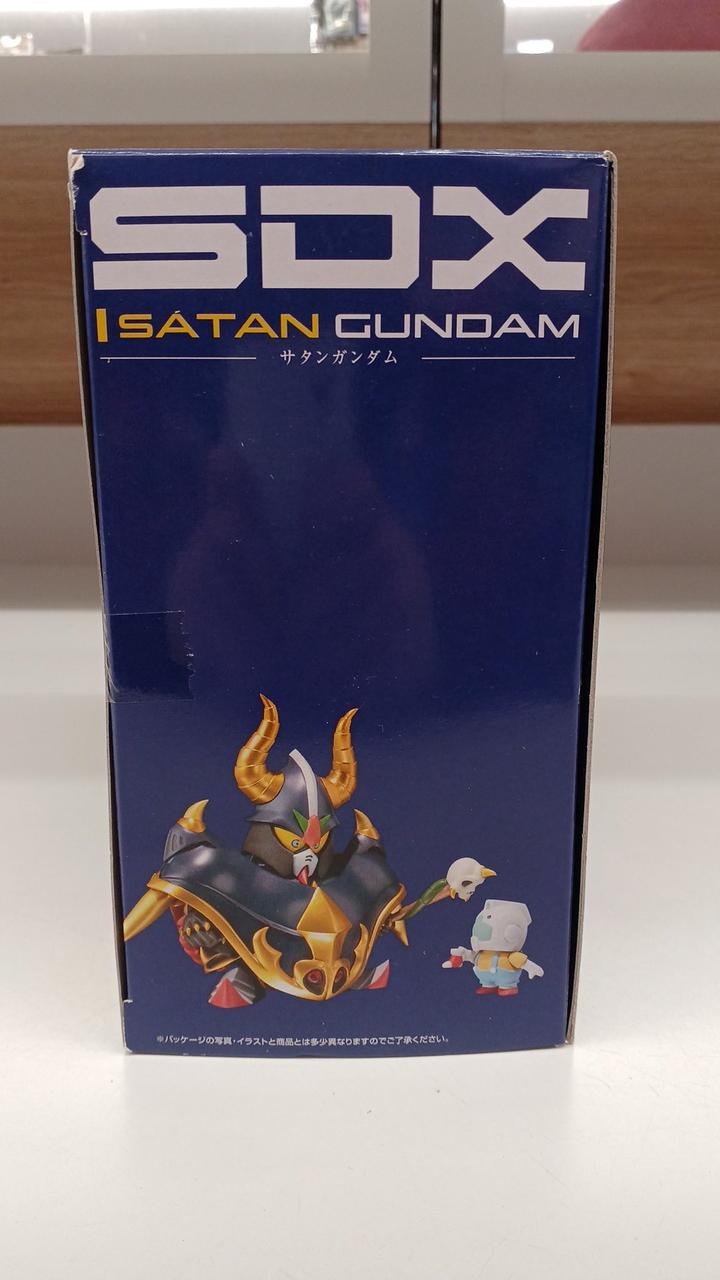 SDX
SÁTAN GUNDAM
サタンガンダム
※パッケージの写真・イラストと商品とは多少異なりますのでご了承ください。